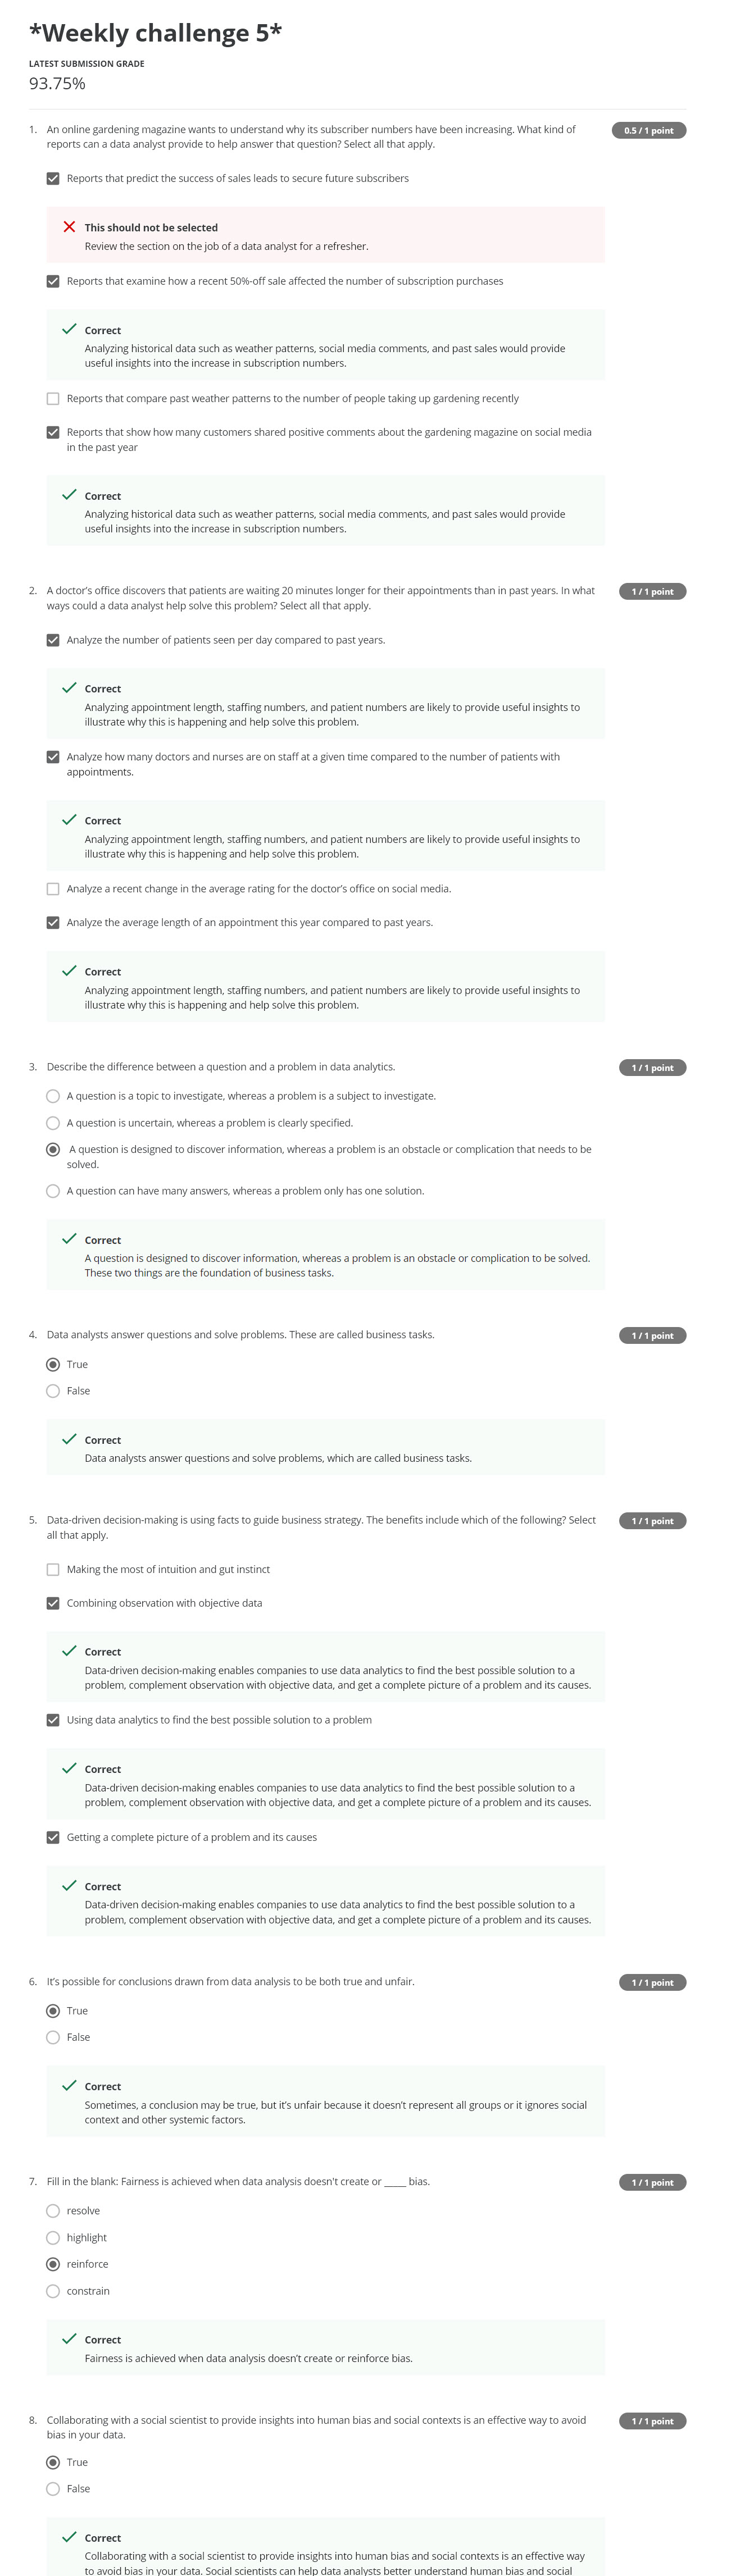 *Weekly challenge 5*
LATEST SUBMISSION GRADE
93.75%
1. An online gardening magazine wants to understand why its subscriber numbers have been increasing. What kind of
reports can a data analyst provide to help answer that question? Select all that apply.
0.5 / 1 point
Reports that predict the success of sales leads to secure future subscribers
This should not be selected
Review the section on the job of a data analyst for a refresher.
Reports that examine how a recent 50%-off sale affected the number of subscription purchases
Correct
Analyzing historical data such as weather patterns, social media comments, and past sales would provide
useful insights into the increase in subscription numbers.
Reports that compare past weather patterns to the number of people taking up gardening recently
Reports that show how many customers shared positive comments about the gardening magazine on social media
in the past year
Correct
Analyzing historical data such as weather patterns, social media comments, and past sales would provide
useful insights into the increase in subscription numbers.
2. A doctor's office discovers that patients are waiting 20 minutes longer for their appointments than in past years. In what
ways could a data analyst help solve this problem? Select all that apply.
1 / 1 point
Analyze the number of patients seen per day compared to past years.
Correct
Analyzing appointment length, staffing numbers, and patient numbers are likely to provide useful insights to
illustrate why this is happening and help solve this problem.
Analyze how many doctors and nurses are on staff at a given time compared to the number of patients with
appointments.
Correct
Analyzing appointment length, staffing numbers, and patient numbers are likely to provide useful insights to
illustrate why this is happening and help solve this problem.
Analyze a recent change in the average rating for the doctor's office on social media.
Analyze the average length of an appointment this year compared to past years.
Correct
Analyzing appointment length, staffing numbers, and patient numbers are likely to provide useful insights to
illustrate why this is happening and help solve this problem.
3. Describe the difference between a question and a problem in data analytics.
1 / 1 point
A question is a topic to investigate, whereas a problem is a subject to investigate.
A question is uncertain, whereas a problem is clearly specified.
A question is designed to discover information, whereas a problem is an obstacle or complication that needs to be
solved.
A question can have many answers, whereas a problem only has one solution.
Correct
A question is designed to discover information, whereas a problem is an obstacle or complication to be solved.
These two things are the foundation of business tasks.
4. Data analysts answer questions and solve problems. These are called business tasks.
1 / 1 point
True
False
Correct
Data analysts answer questions and solve problems, which are called business tasks.
5. Data-driven decision-making is using facts to guide business strategy. The benefits include which of the following? Select
all that apply.
1 / 1 point
Making the most of intuition and gut instinct
Combining observation with objective data
Correct
Data-driven decision-making enables companies to use data analytics to find the best possible solution to a
problem, complement observation with objective data, and get a complete picture of a problem and its causes.
Using data analytics to find the best possible solution to a problem
Correct
Data-driven decision-making enables companies to use data analytics to find the best possible solution to a
problem, complement observation with objective data, and get a complete picture of a problem and its causes.
Getting a complete picture of a problem and its causes
Correct
Data-driven decision-making enables companies to use data analytics to find the best possible solution to a
problem, complement observation with objective data, and get a complete picture of a problem and its causes.
6. It's possible for conclusions drawn from data analysis to be both true and unfair.
1 / 1 point
True
False
Correct
Sometimes, a conclusion may be true, but it's unfair because it doesn't represent all groups or it ignores social
context and other systemic factors.
7. Fill in the blank: Fairness is achieved when data analysis doesn't create or _____ bias.
1 / 1 point
resolve
highlight
reinforce
constrain
Correct
Fairness is achieved when data analysis doesn't create or reinforce bias.
8. Collaborating with a social scientist to provide insights into human bias and social contexts is an effective way to avoid
bias in your data.
1 / 1 point
True
False
Correct
Collaborating with a social scientist to provide insights into human bias and social contexts is an effective way
to avoid bias in your data. Social scientists can help data analysts better understand human bias and social